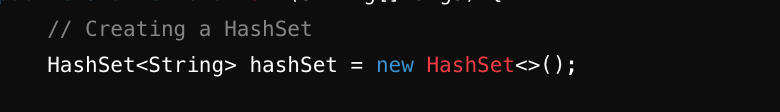 // Creating a HashSet
HashSet<String> hashSet = new HashSet<>();